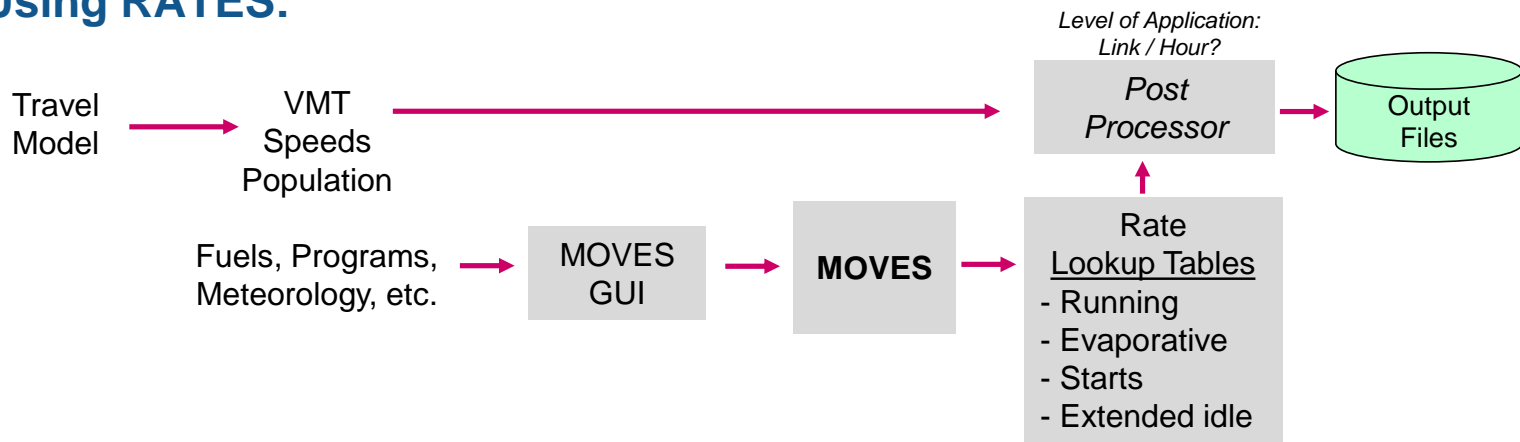 Using RATES:
Level of Application:
Link / Hour?
Travel
Model
VMT
Speeds
Population
Post
Processor
Output
Files
Fuels, Programs,
Meteorology, etc.
MOVES
GUI
MOVES
Rate
Lookup Tables
- Running
- Evaporative
- Starts
- Extended idle